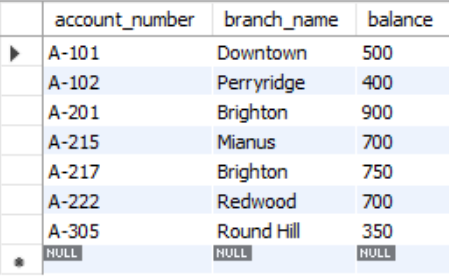 account_number branch_name balance
A-101 Downtown 500
A-102 Perryridge 400
A-201 Brighton 900
A-215 Mianus 700
A-217 Brighton 750
A-222 Redwood 700
A-305 Round Hill 350
NULL NULL NULL